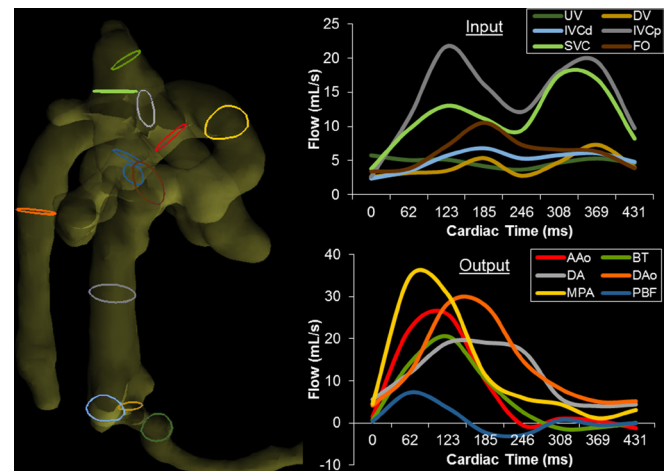 Input
UV DV
IVCd IVCp
SVC FO
Flow (mL/s)
25
20
15
10
5
0
0 62 123 185 246 308 369 431
Cardiac Time (ms)
Output
AAo BT
DA DAo
MPA PBF
Flow (mL/s)
40
30
20
10
0
-10
0 62 123 185 246 308 369 431
Cardiac Time (ms)